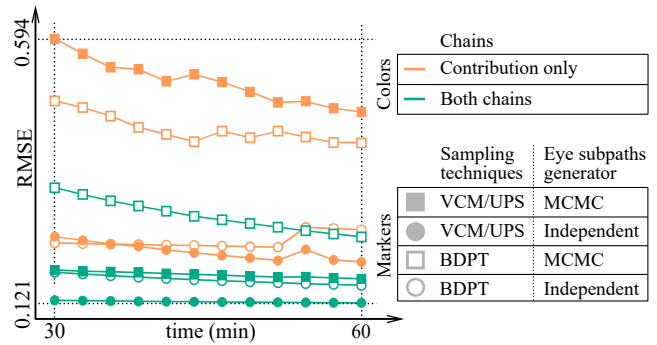 0.594
RMSE
0.121
30
time (min)
60
Chains
Colors
Contribution only
Both chains
Sampling techniques
Eye subpaths generator
Markers
VCM/UPS MCMC
VCM/UPS Independent
BDPT MCMC
BDPT Independent